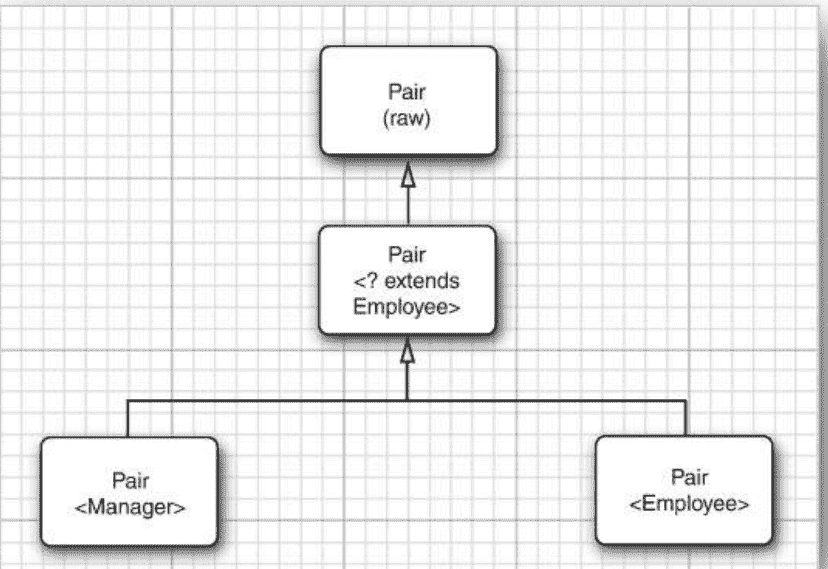 Pair
(raw)
Pair
<? extends
Employee>
Pair
<Manager>
Pair
<Employee>